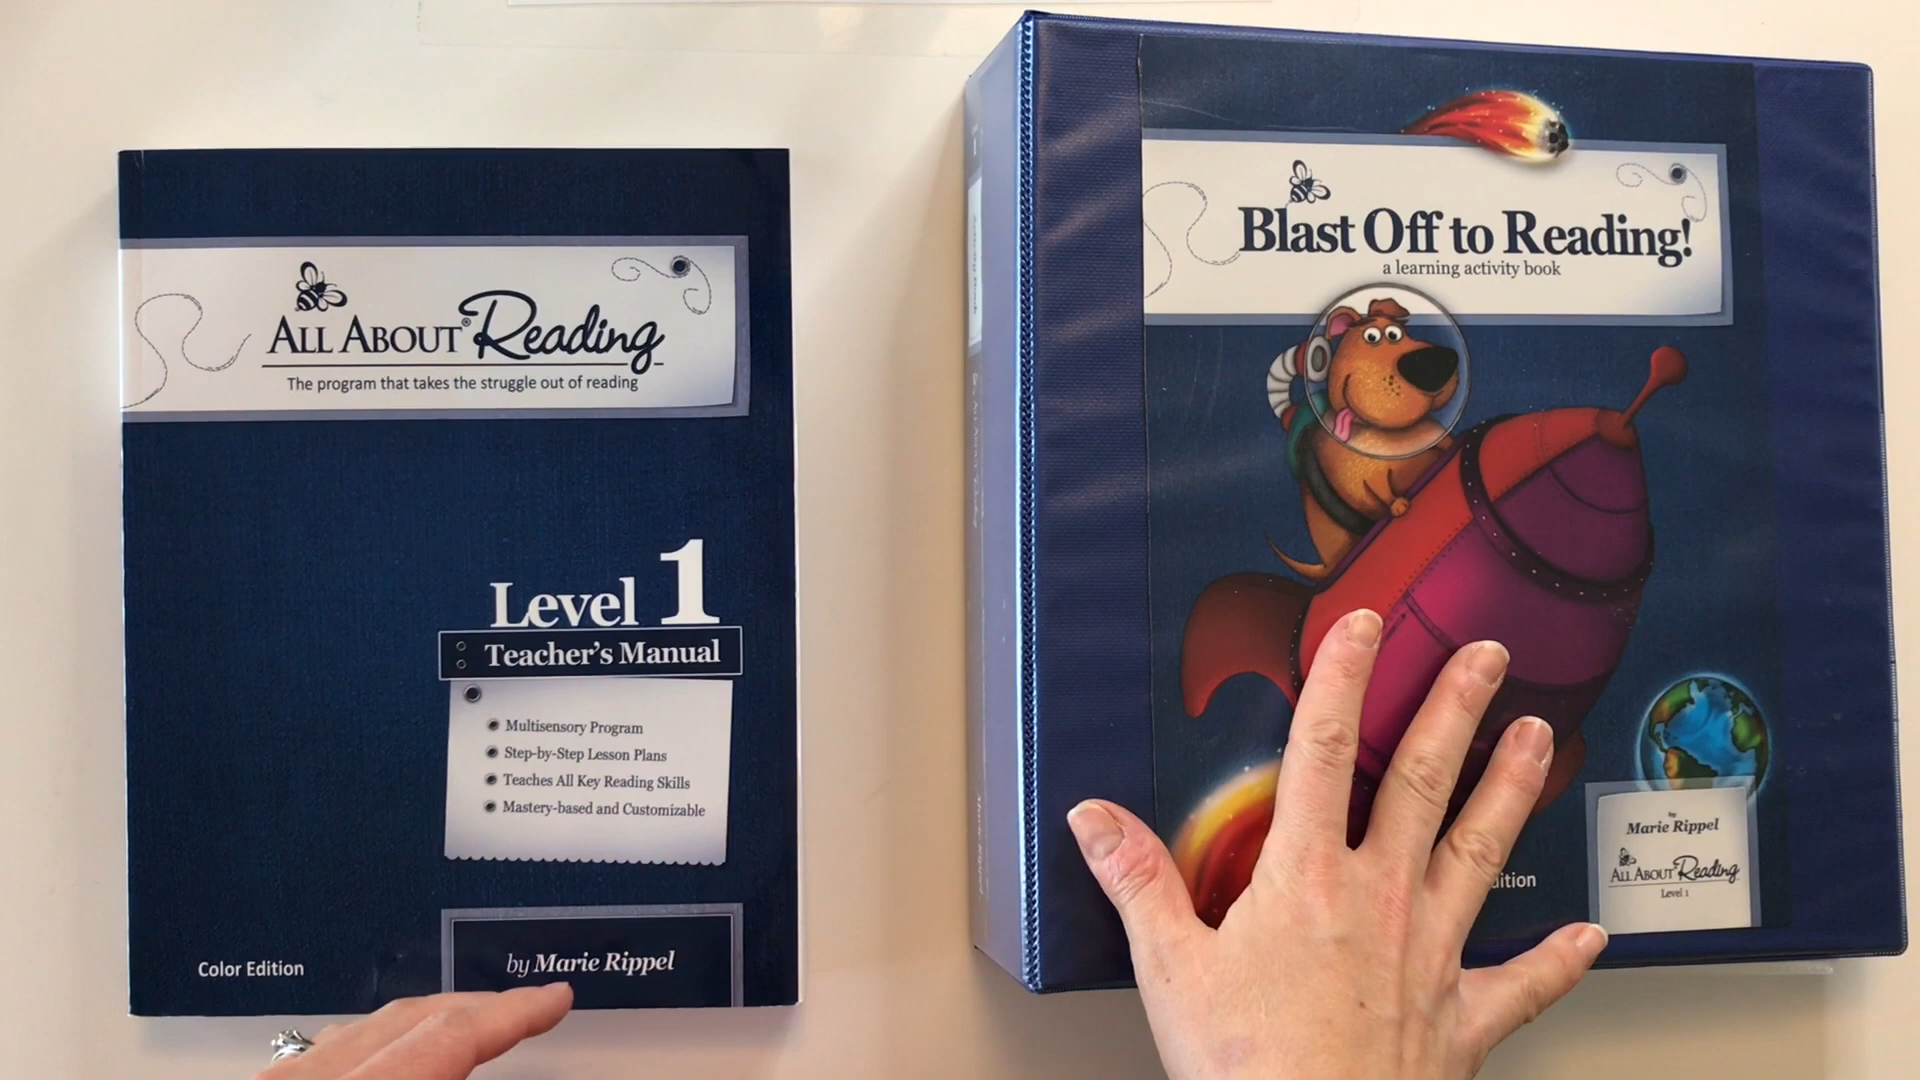 All About® Reading
The program that takes the struggle out of reading
Level 1
Teacher's Manual
Multisensory Program
Step-by-Step Lesson Plans
Teaches All Key Reading Skills
Mastery-based and Customizable
Color Edition
by Marie Rippel
Blast Off to Reading!
a learning activity book
by
Marie Rippel
All About Reading
Level 1